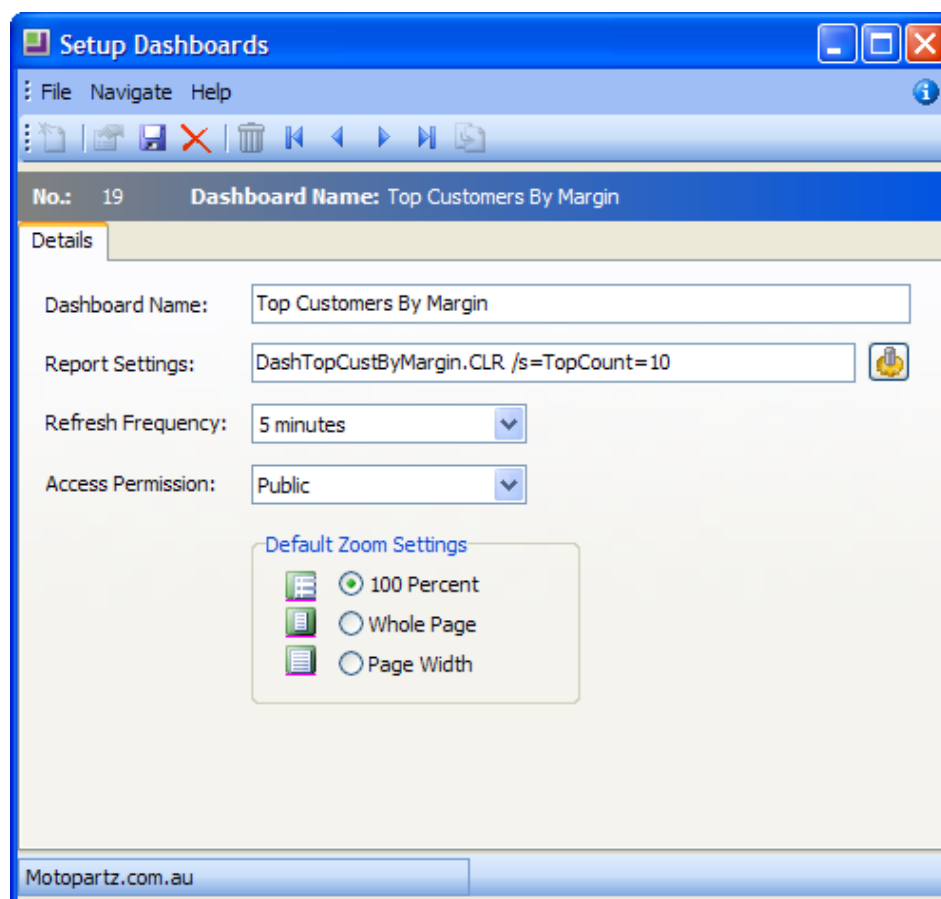 Setup Dashboards
File Navigate Help
No.: 19 Dashboard Name: Top Customers By Margin
Details
Dashboard Name: Top Customers By Margin
Report Settings: DashTopCustByMargin.CLR /s=TopCount=10
Refresh Frequency: 5 minutes
Access Permission: Public
Default Zoom Settings
100 Percent
Whole Page
Page Width
Motopartz.com.au